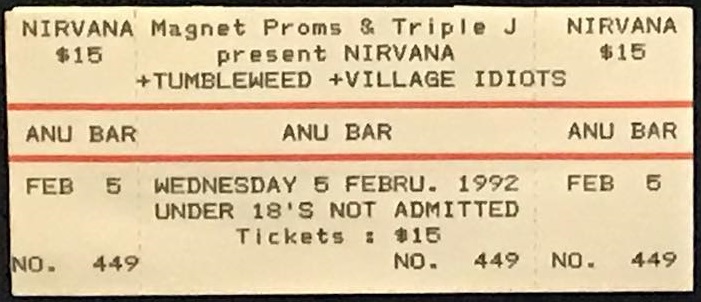 NIRVANA Magnet Proms & Triple J NIRVANA
$15 present NIRVANA $15
+TUMBLEWEED +VILLAGE IDIOTS
ANU BAR ANU BAR ANU BAR
FEB 5 WEDNESDAY 5 FEBRU. 1992 FEB 5
UNDER 18'S NOT ADMITTED
Tickets : $15
NO. 449 NO. 449 NO. 449